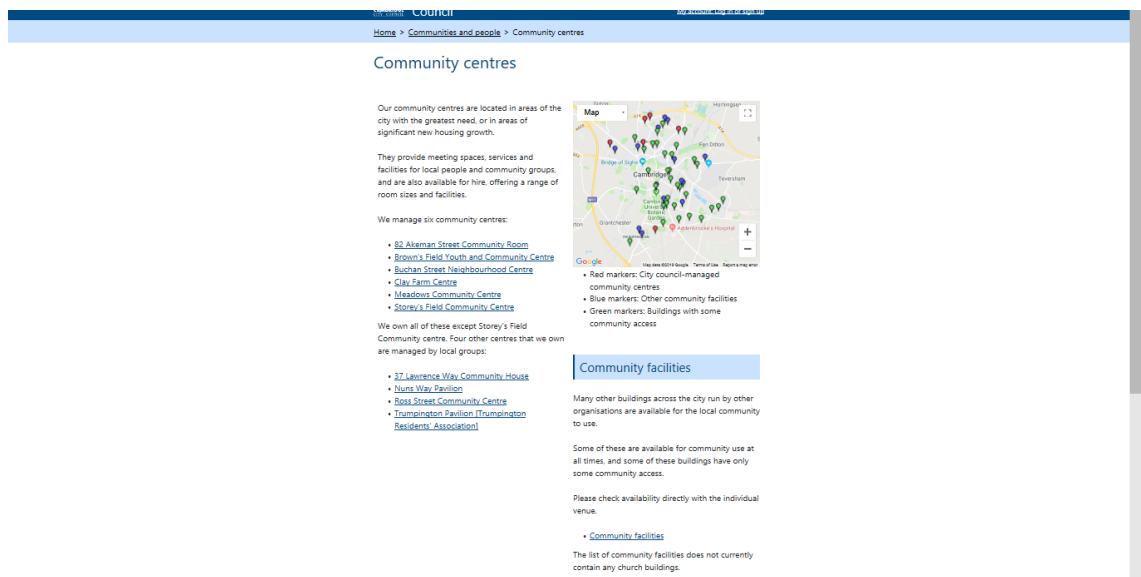 Council
My account: Log in or sign up
Home > Communities and people > Community centres
Community centres
Our community centres are located in areas of the
city with the greatest need, or in areas of
significant new housing growth.
They provide meeting spaces, services and
facilities for local people and community groups,
and are also available for hire, offering a range of
room sizes and facilities.
We manage six community centres:
• 82 Akeman Street Community Room
• Brown's Field Youth and Community Centre
• Buchan Street Neighbourhood Centre
• Clay Farm Centre
• Meadows Community Centre
• Storey's Field Community Centre
We own all of these except Storey's Field
Community centre. Four other centres that we own
are managed by local groups:
• 37 Lawrence Way Community House
• Nuns Way Pavilion
• Ross Street Community Centre
• Trumpington Pavilion [Trumpington
Residents' Association]
Map
Fen Ditton
Cambridge
Teversham
Grantchester
Addenbrooke's Hospital
+
−
Google
Map data ©2019 Google Terms of Use Report a map error
• Red markers: City council-managed
community centres
• Blue markers: Other community facilities
• Green markers: Buildings with some
community access
Community facilities
Many other buildings across the city run by other
organisations are available for the local community
to use.
Some of these are available for community use at
all times, and some of these buildings have only
some community access.
Please check availability directly with the individual
venue.
• Community facilities
The list of community facilities does not currently
contain any church buildings.